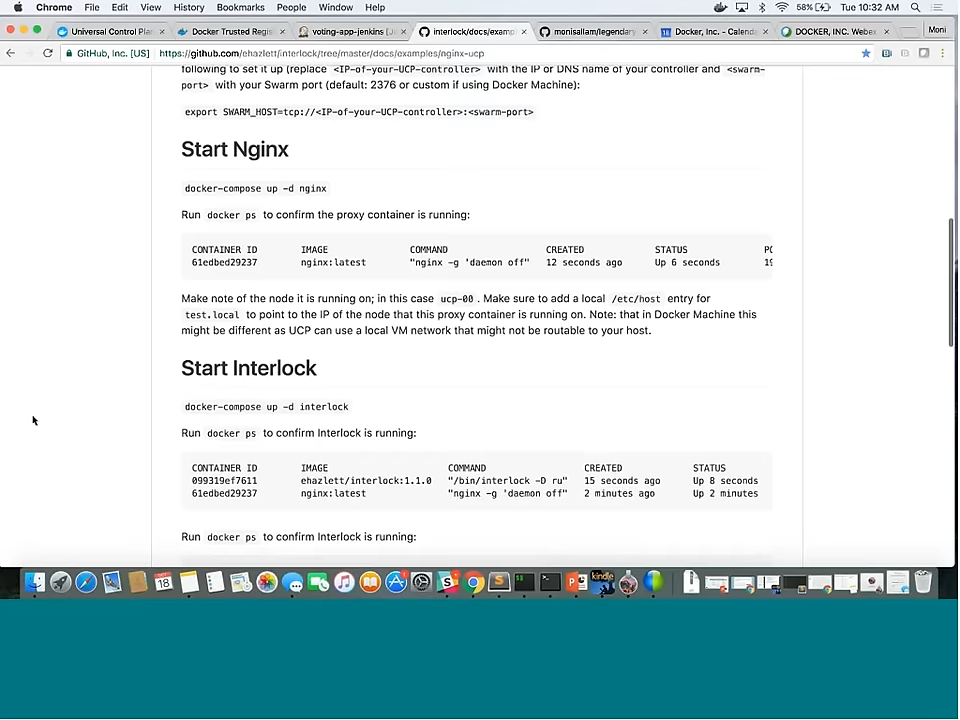 Chrome File Edit View History Bookmarks People Window Help 58% Tue 10:32 AM
Universal Control Pla × Docker Trusted Regis × voting-app-jenkins [J × interlock/docs/examp × monisallam/legendary × Docker, Inc. - Calenda × DOCKER, INC. Webex × Moni
GitHub, Inc. [US] https://github.com/ehazlett/interlock/tree/master/docs/examples/nginx-ucp
following to set it up (replace <IP-of-your-UCP-controller> with the IP or DNS name of your controller and <swarm-
port> with your Swarm port (default: 2376 or custom if using Docker Machine):
export SWARM_HOST=tcp://<IP-of-your-UCP-controller>:<swarm-port>
Start Nginx
docker-compose up -d nginx
Run docker ps to confirm the proxy container is running:
CONTAINER ID IMAGE COMMAND CREATED STATUS PO
61edbed29237 nginx:latest "nginx -g 'daemon off" 12 seconds ago Up 6 seconds 19
Make note of the node it is running on; in this case ucp-00 . Make sure to add a local /etc/host entry for
test.local to point to the IP of the node that this proxy container is running on. Note: that in Docker Machine this
might be different as UCP can use a local VM network that might not be routable to your host.
Start Interlock
docker-compose up -d interlock
Run docker ps to confirm Interlock is running:
CONTAINER ID IMAGE COMMAND CREATED STATUS
099319ef7611 ehazlett/interlock:1.1.0 "/bin/interlock -D ru" 15 seconds ago Up 8 seconds
61edbed29237 nginx:latest "nginx -g 'daemon off" 2 minutes ago Up 2 minutes
Run docker ps to confirm Interlock is running:
18
kindle